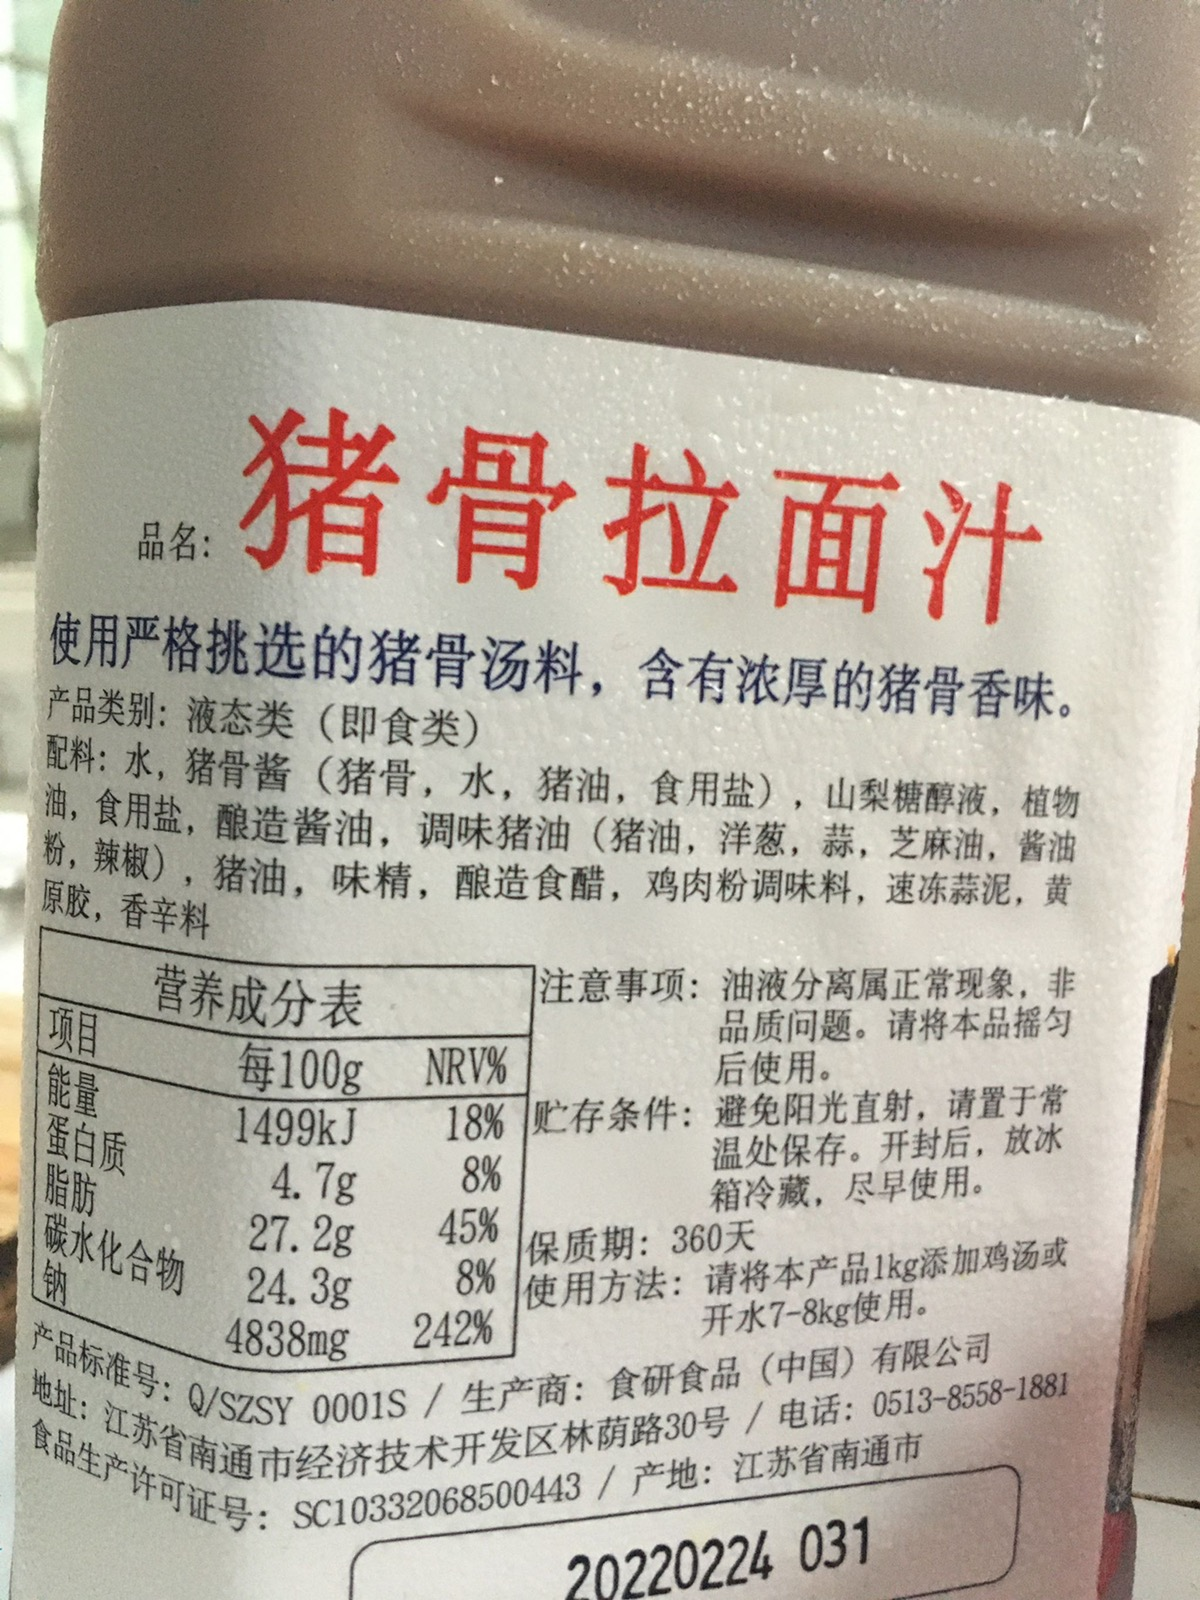 品名: 猪骨拉面汁
使用严格挑选的猪骨汤料，含有浓厚的猪骨香味。
产品类别: 液态类（即食类）
配料: 水, 猪骨酱（猪骨, 水, 猪油, 食用盐）, 山梨糖醇液, 植物
油, 食用盐, 酿造酱油, 调味猪油（猪油, 洋葱, 蒜, 芝麻油, 酱油
粉, 辣椒）, 猪油, 味精, 酿造食醋, 鸡肉粉调味料, 速冻蒜泥, 黄
原胶, 香辛料
营养成分表
项目 每100g NRV%
能量 1499kJ 18%
蛋白质 4.7g 8%
脂肪 27.2g 45%
碳水化合物 24.3g 8%
钠 4838mg 242%
注意事项: 油液分离属正常现象, 非
品质问题。请将本品摇匀
后使用。
贮存条件: 避免阳光直射, 请置于常
温处保存。开封后, 放冰
箱冷藏, 尽早使用。
保质期: 360天
使用方法: 请将本产品1kg添加鸡汤或
开水7-8kg使用。
产品标准号: Q/SZSY 0001S / 生产商: 食研食品（中国）有限公司
地址: 江苏省南通市经济技术开发区林荫路30号 / 电话: 0513-8558-1881
食品生产许可证号: SC10332068500443 / 产地: 江苏省南通市
20220224 031